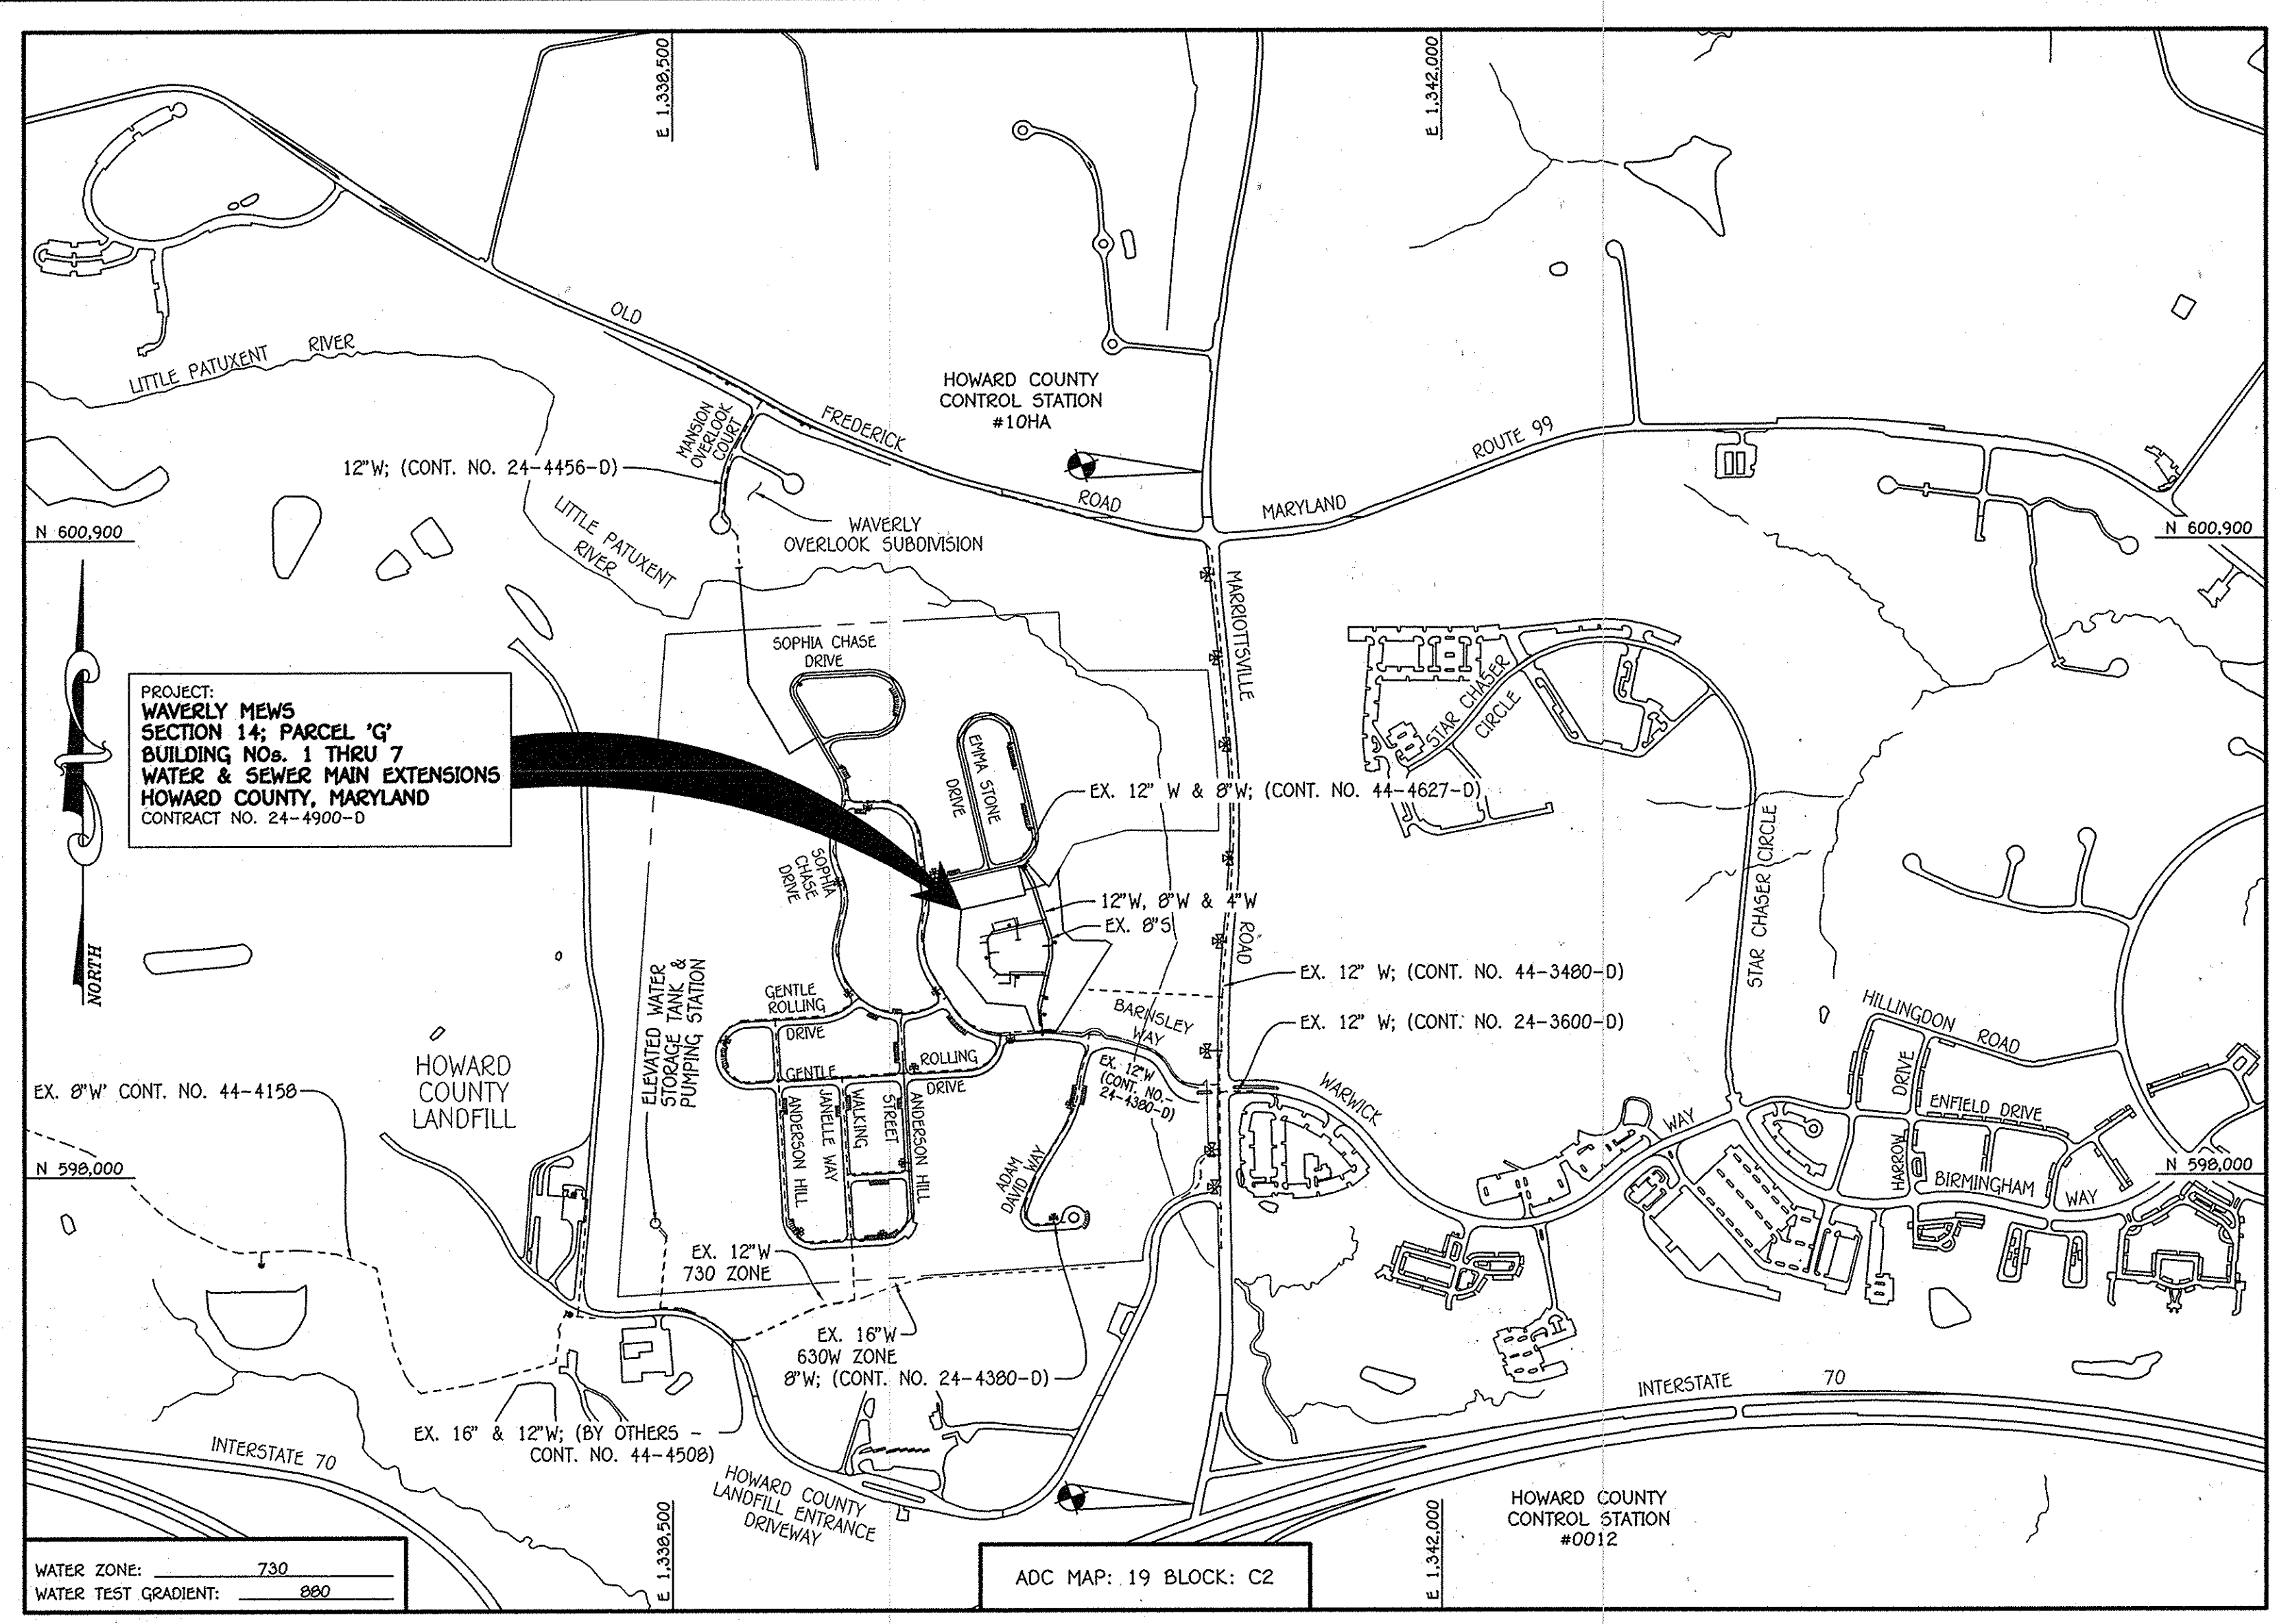 E 1,338,500
E 1,342,000
OLD
LITTLE PATUXENT RIVER
HOWARD COUNTY
CONTROL STATION
#10HA
MANSION
OVERLOOK
COURT
FREDERICK
ROUTE 99
12"W; (CONT. NO. 24-4456-D)
ROAD
MARYLAND
N 600,900
LITTLE PATUXENT
RIVER
WAVERLY
OVERLOOK SUBDIVISION
N 600,900
MARRIOTTSVILLE
SOPHIA CHASE
DRIVE
STAR CHASER
CIRCLE
PROJECT:
WAVERLY MEWS
SECTION 14; PARCEL 'G'
BUILDING NOs. 1 THRU 7
WATER & SEWER MAIN EXTENSIONS
HOWARD COUNTY, MARYLAND
CONTRACT NO. 24-4900-D
EMMA STONE
DRIVE
EX. 12" W & 8"W; (CONT. NO. 44-4627-D)
SOPHIA
CHASE
DRIVE
STAR CHASER CIRCLE
12"W, 8"W & 4"W
EX. 8"S
ROAD
NORTH
EX. 12" W; (CONT. NO. 44-3480-D)
ELEVATED WATER
STORAGE TANK &
PUMPING STATION
GENTLE
ROLLING
DRIVE
BARNSLEY
WAY
HILLINGDON ROAD
EX. 12" W; (CONT. NO. 24-3600-D)
ROLLING
GENTLE
DRIVE
EX. 12"W
(CONT. NO.-
24-4380-D)
WARWICK
WAY
HOWARD
COUNTY
LANDFILL
EX. 8"W' CONT. NO. 44-4158
ANDERSON HILL
JANELLE WAY
WALKING
STREET
ANDERSON HILL
ENFIELD DRIVE
HARROW
DRIVE
ADAM
DAVID WAY
N 598,000
N 598,000
BIRMINGHAM
WAY
EX. 12"W
730 ZONE
EX. 16"W
630W ZONE
8"W; (CONT. NO. 24-4380-D)
INTERSTATE 70
EX. 16" & 12"W; (BY OTHERS -
CONT. NO. 44-4508)
INTERSTATE 70
HOWARD COUNTY
LANDFILL ENTRANCE
DRIVEWAY
HOWARD COUNTY
CONTROL STATION
#0012
E 1,338,500
E 1,342,000
WATER ZONE: 730
WATER TEST GRADIENT: 880
ADC MAP: 19 BLOCK: C2